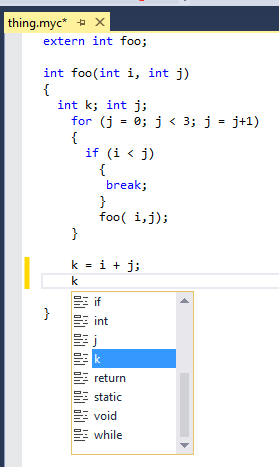 thing.myc*
extern int foo;
int foo(int i, int j)
{
int k; int j;
for (j = 0; j < 3; j = j+1)
{
if (i < j)
{
break;
}
foo( i,j);
}
k = i + j;
k
if
int
j
k
return
static
void
while
}